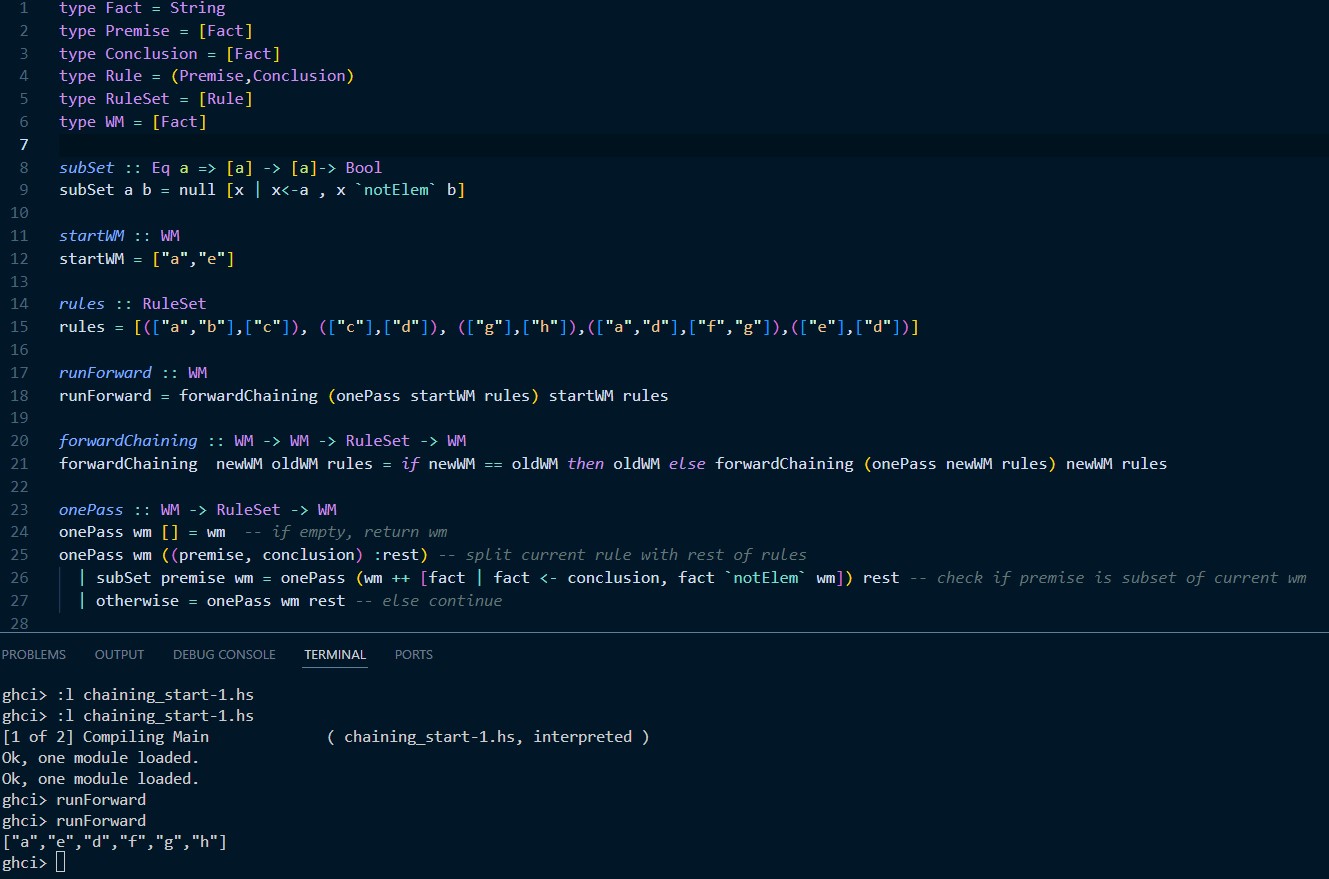 1 type Fact = String
2 type Premise = [Fact]
3 type Conclusion = [Fact]
4 type Rule = (Premise,Conclusion)
5 type RuleSet = [Rule]
6 type WM = [Fact]
7
8 subSet :: Eq a => [a] -> [a]-> Bool
9 subSet a b = null [x | x<-a , x `notElem` b]
10
11 startWM :: WM
12 startWM = ["a","e"]
13
14 rules :: RuleSet
15 rules = [(["a","b"],["c"]), (["c"],["d"]), (["g"],["h"]),(["a","d"],["f","g"]),(["e"],["d"])]
16
17 runForward :: WM
18 runForward = forwardChaining (onePass startWM rules) startWM rules
19
20 forwardChaining :: WM -> WM -> RuleSet -> WM
21 forwardChaining  newWM oldWM rules = if newWM == oldWM then oldWM else forwardChaining (onePass newWM rules) newWM rules
22
23 onePass :: WM -> RuleSet -> WM
24 onePass wm [] = wm  -- if empty, return wm
25 onePass wm ((premise, conclusion) :rest) -- split current rule with rest of rules
26   | subSet premise wm = onePass (wm ++ [fact | fact <- conclusion, fact `notElem` wm]) rest -- check if premise is subset of current wm
27   | otherwise = onePass wm rest -- else continue
28
PROBLEMS OUTPUT DEBUG CONSOLE TERMINAL PORTS
ghci> :l chaining_start-1.hs
ghci> :l chaining_start-1.hs
[1 of 2] Compiling Main             ( chaining_start-1.hs, interpreted )
Ok, one module loaded.
Ok, one module loaded.
ghci> runForward
ghci> runForward
["a","e","d","f","g","h"]
ghci>